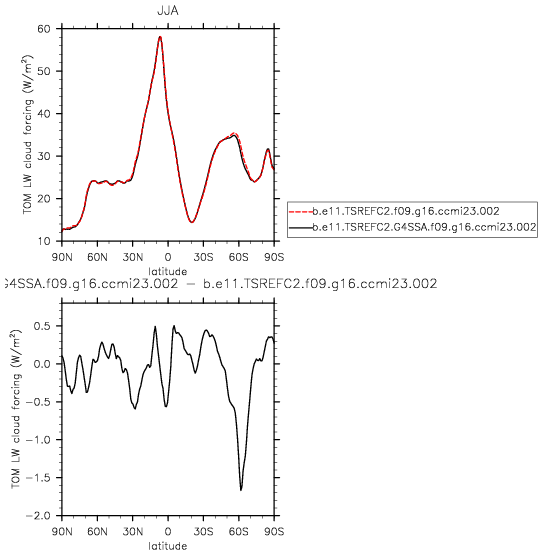 JJA
TOM LW cloud forcing (W/m²)
60
50
40
30
20
10
90N 60N 30N 0 30S 60S 90S
latitude
b.e11.TSREFC2.f09.g16.ccmi23.002
b.e11.TSREFC2.G4SSA.f09.g16.ccmi23.002
G4SSA.f09.g16.ccmi23.002 − b.e11.TSREFC2.f09.g16.ccmi23.002
TOM LW cloud forcing (W/m²)
0.5
0.0
−0.5
−1.0
−1.5
−2.0
90N 60N 30N 0 30S 60S 90S
latitude